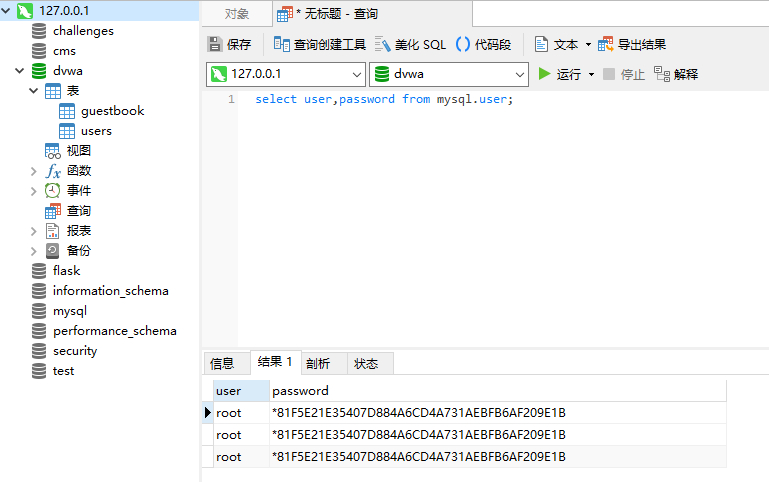 127.0.0.1
challenges
cms
dvwa
表
guestbook
users
视图
fx 函数
事件
查询
报表
备份
flask
information_schema
mysql
performance_schema
security
test
对象 * 无标题 - 查询
保存 查询创建工具 美化 SQL () 代码段 文本 导出结果
127.0.0.1 dvwa 运行 停止 解释
1 select user,password from mysql.user;
信息 结果 1 剖析 状态
user password
root *81F5E21E35407D884A6CD4A731AEBFB6AF209E1B
root *81F5E21E35407D884A6CD4A731AEBFB6AF209E1B
root *81F5E21E35407D884A6CD4A731AEBFB6AF209E1B